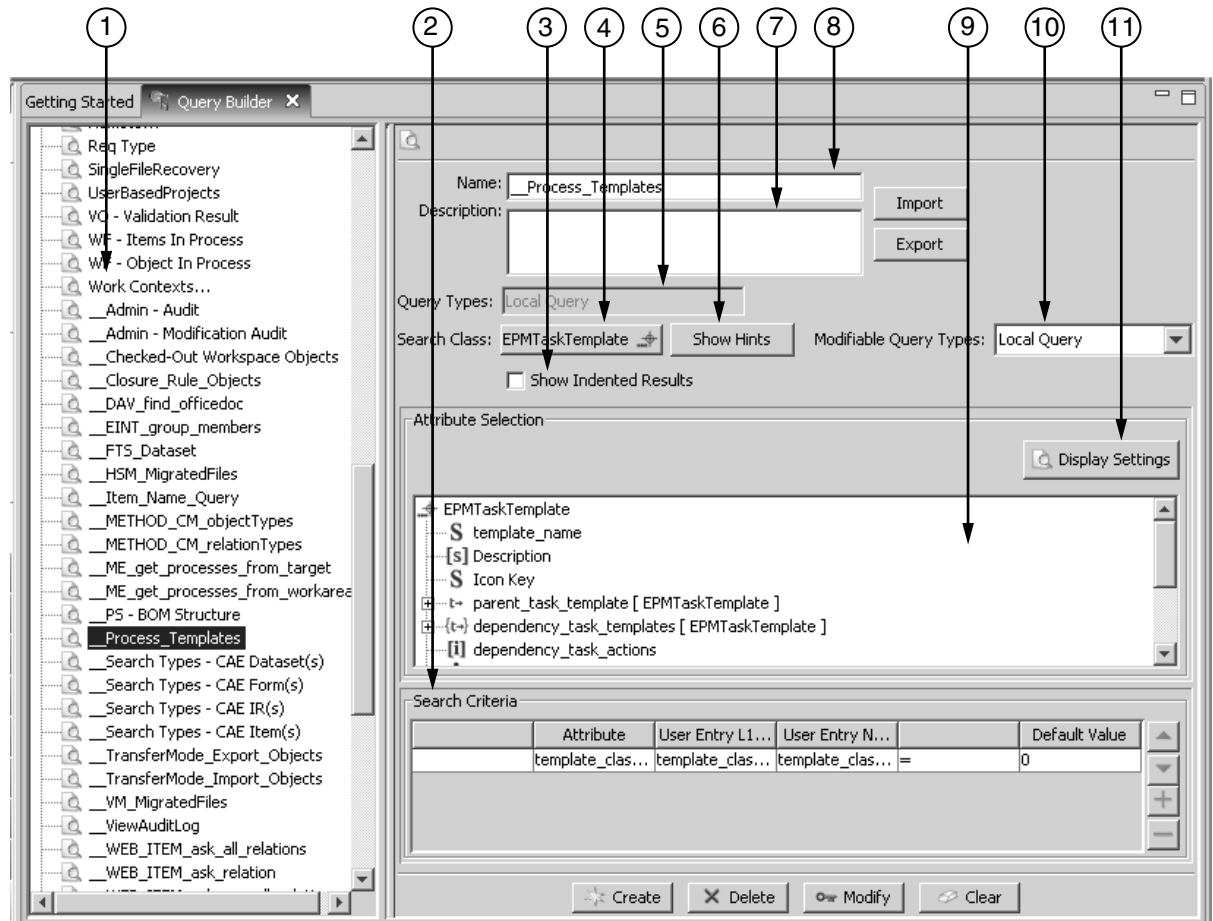 1 2 3 4 5 6 7 8 9 10 11
Getting Started Query Builder
Req Type
SingleFileRecovery
UserBasedProjects
VO - Validation Result
WF - Items In Process
WF - Object In Process
Work Contexts...
__Admin - Audit
__Admin - Modification Audit
__Checked-Out Workspace Objects
__Closure_Rule_Objects
__DAV_find_officedoc
__EINT_group_members
__FTS_Dataset
__HSM_MigratedFiles
__Item_Name_Query
__METHOD_CM_objectTypes
__METHOD_CM_relationTypes
__ME_get_processes_from_target
__ME_get_processes_from_workarea
__PS - BOM Structure
__Process_Templates
__Search Types - CAE Dataset(s)
__Search Types - CAE Form(s)
__Search Types - CAE IR(s)
__Search Types - CAE Item(s)
__TransferMode_Export_Objects
__TransferMode_Import_Objects
__VM_MigratedFiles
__ViewAuditLog
__WEB_ITEM_ask_all_relations
__WEB_ITEM_ask_relation
Name: __Process_Templates
Import
Description:
Export
Query Types: Local Query
Search Class: EPMTaskTemplate Show Hints Modifiable Query Types: Local Query
Show Indented Results
Attribute Selection
Display Settings
EPMTaskTemplate
S template_name
[s] Description
S Icon Key
t parent_task_template [ EPMTaskTemplate ]
{t} dependency_task_templates [ EPMTaskTemplate ]
[i] dependency_task_actions
Search Criteria
Attribute User Entry L1... User Entry N... Default Value
template_clas... template_clas... template_clas... = 0
Create Delete Modify Clear